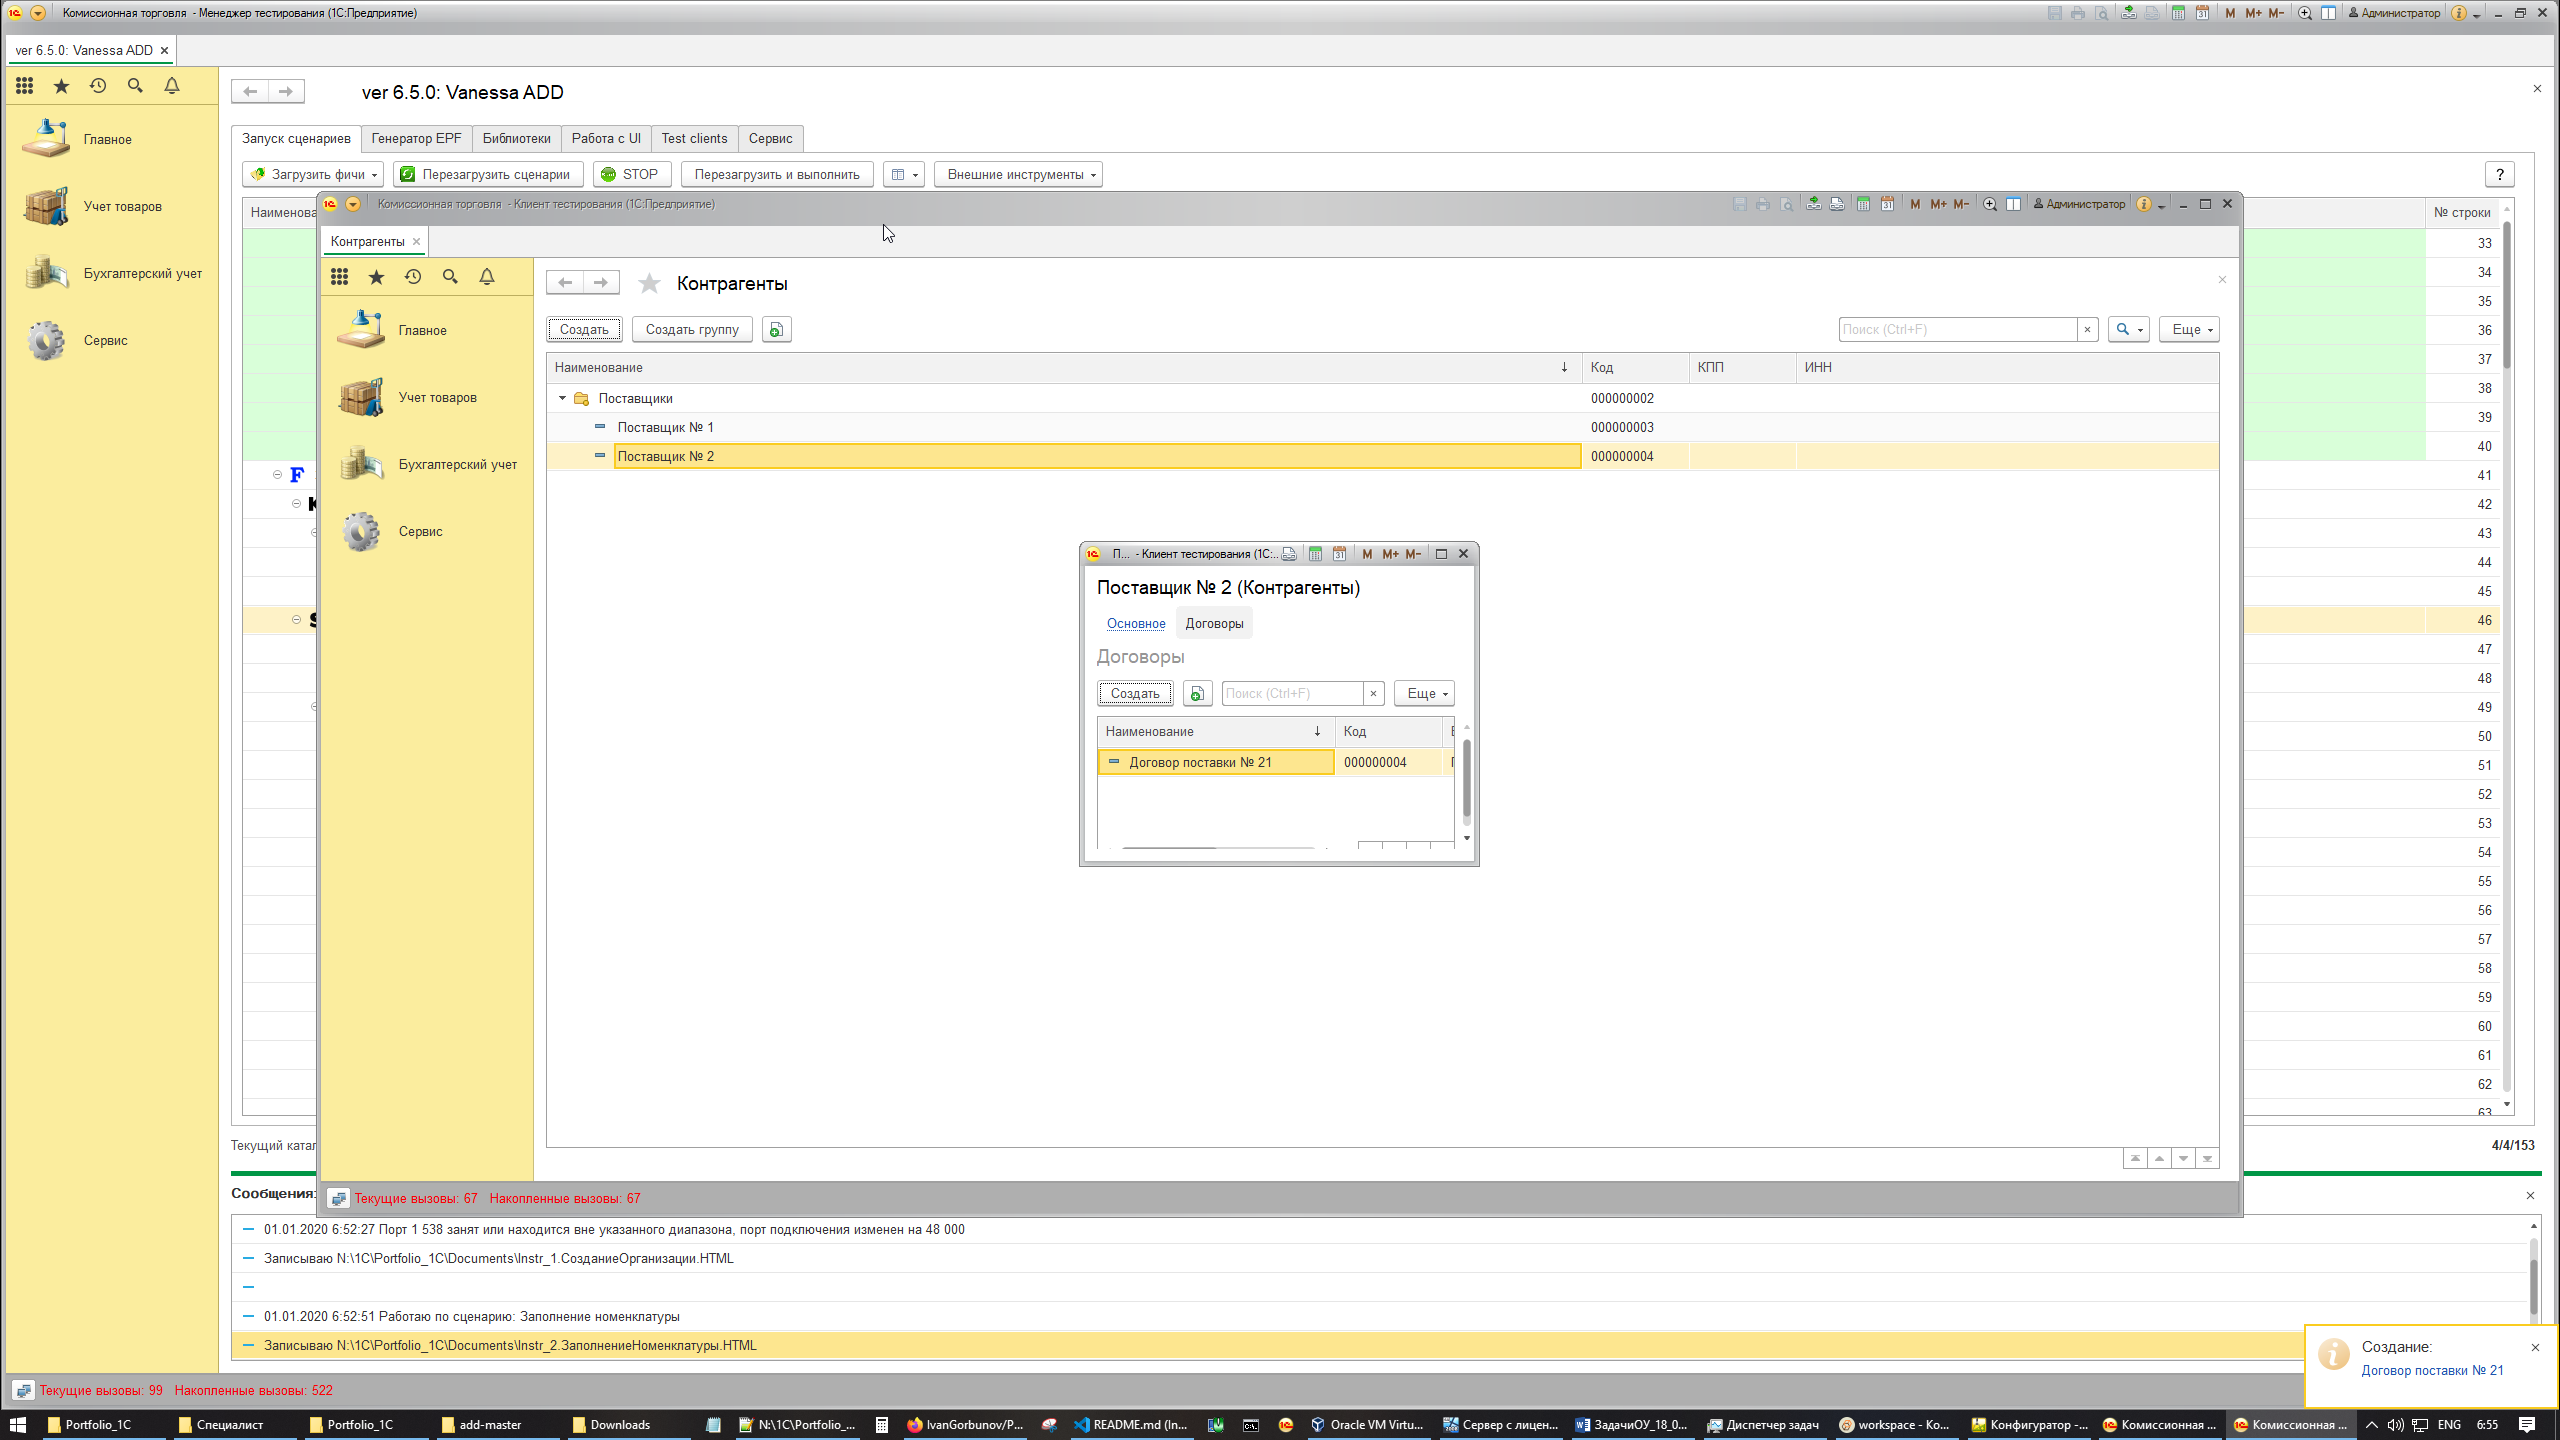 Комиссионная торговля - Менеджер тестирования (1С:Предприятие)
M M+ M- Администратор
ver 6.5.0: Vanessa ADD
ver 6.5.0: Vanessa ADD
Главное
Учет товаров
Бухгалтерский учет
Сервис
Запуск сценариев Генератор EPF Библиотеки Работа с UI Test clients Сервис
Загрузить фичи Перезагрузить сценарии STOP Перезагрузить и выполнить Внешние инструменты ?
№ строки
33
34
35
36
37
38
39
40
41
42
43
44
45
46
47
48
49
50
51
52
53
54
55
56
57
58
59
60
61
62
63
F
Комиссионная торговля - Клиент тестирования (1С:Предприятие)
M M+ M- Администратор
Контрагенты
Главное
Учет товаров
Бухгалтерский учет
Сервис
Контрагенты
Создать Создать группу Поиск (Ctrl+F) Еще
Наименование Код КПП ИНН
Поставщики 000000002
Поставщик № 1 000000003
Поставщик № 2 000000004
П... - Клиент тестирования (1С:... M M+ M-
Поставщик № 2 (Контрагенты)
Основное Договоры
Договоры
Создать Поиск (Ctrl+F) Еще
Наименование Код
Договор поставки № 21 000000004
Текущие вызовы: 67 Накопленные вызовы: 67
4/4/153
Сообщения:
01.01.2020 6:52:27 Порт 1 538 занят или находится вне указанного диапазона, порт подключения изменен на 48 000
Записываю N:\1C\Portfolio_1C\Documents\Instr_1.СозданиеОрганизации.HTML
01.01.2020 6:52:51 Работаю по сценарию: Заполнение номенклатуры
Записываю N:\1C\Portfolio_1C\Documents\Instr_2.ЗаполнениеНоменклатуры.HTML
Создание:
Договор поставки № 21
Текущие вызовы: 99 Накопленные вызовы: 522
Portfolio_1C Специалист Portfolio_1C add-master Downloads N:\1C\Portfolio_... IvanGorbunov/P... README.md (In... Oracle VM Virtu... Сервер с лицен... ЗадачиОУ_18_0... Диспетчер задач workspace - Ко... Конфигуратор -... Комиссионная ... Комиссионная ... ENG 6:55